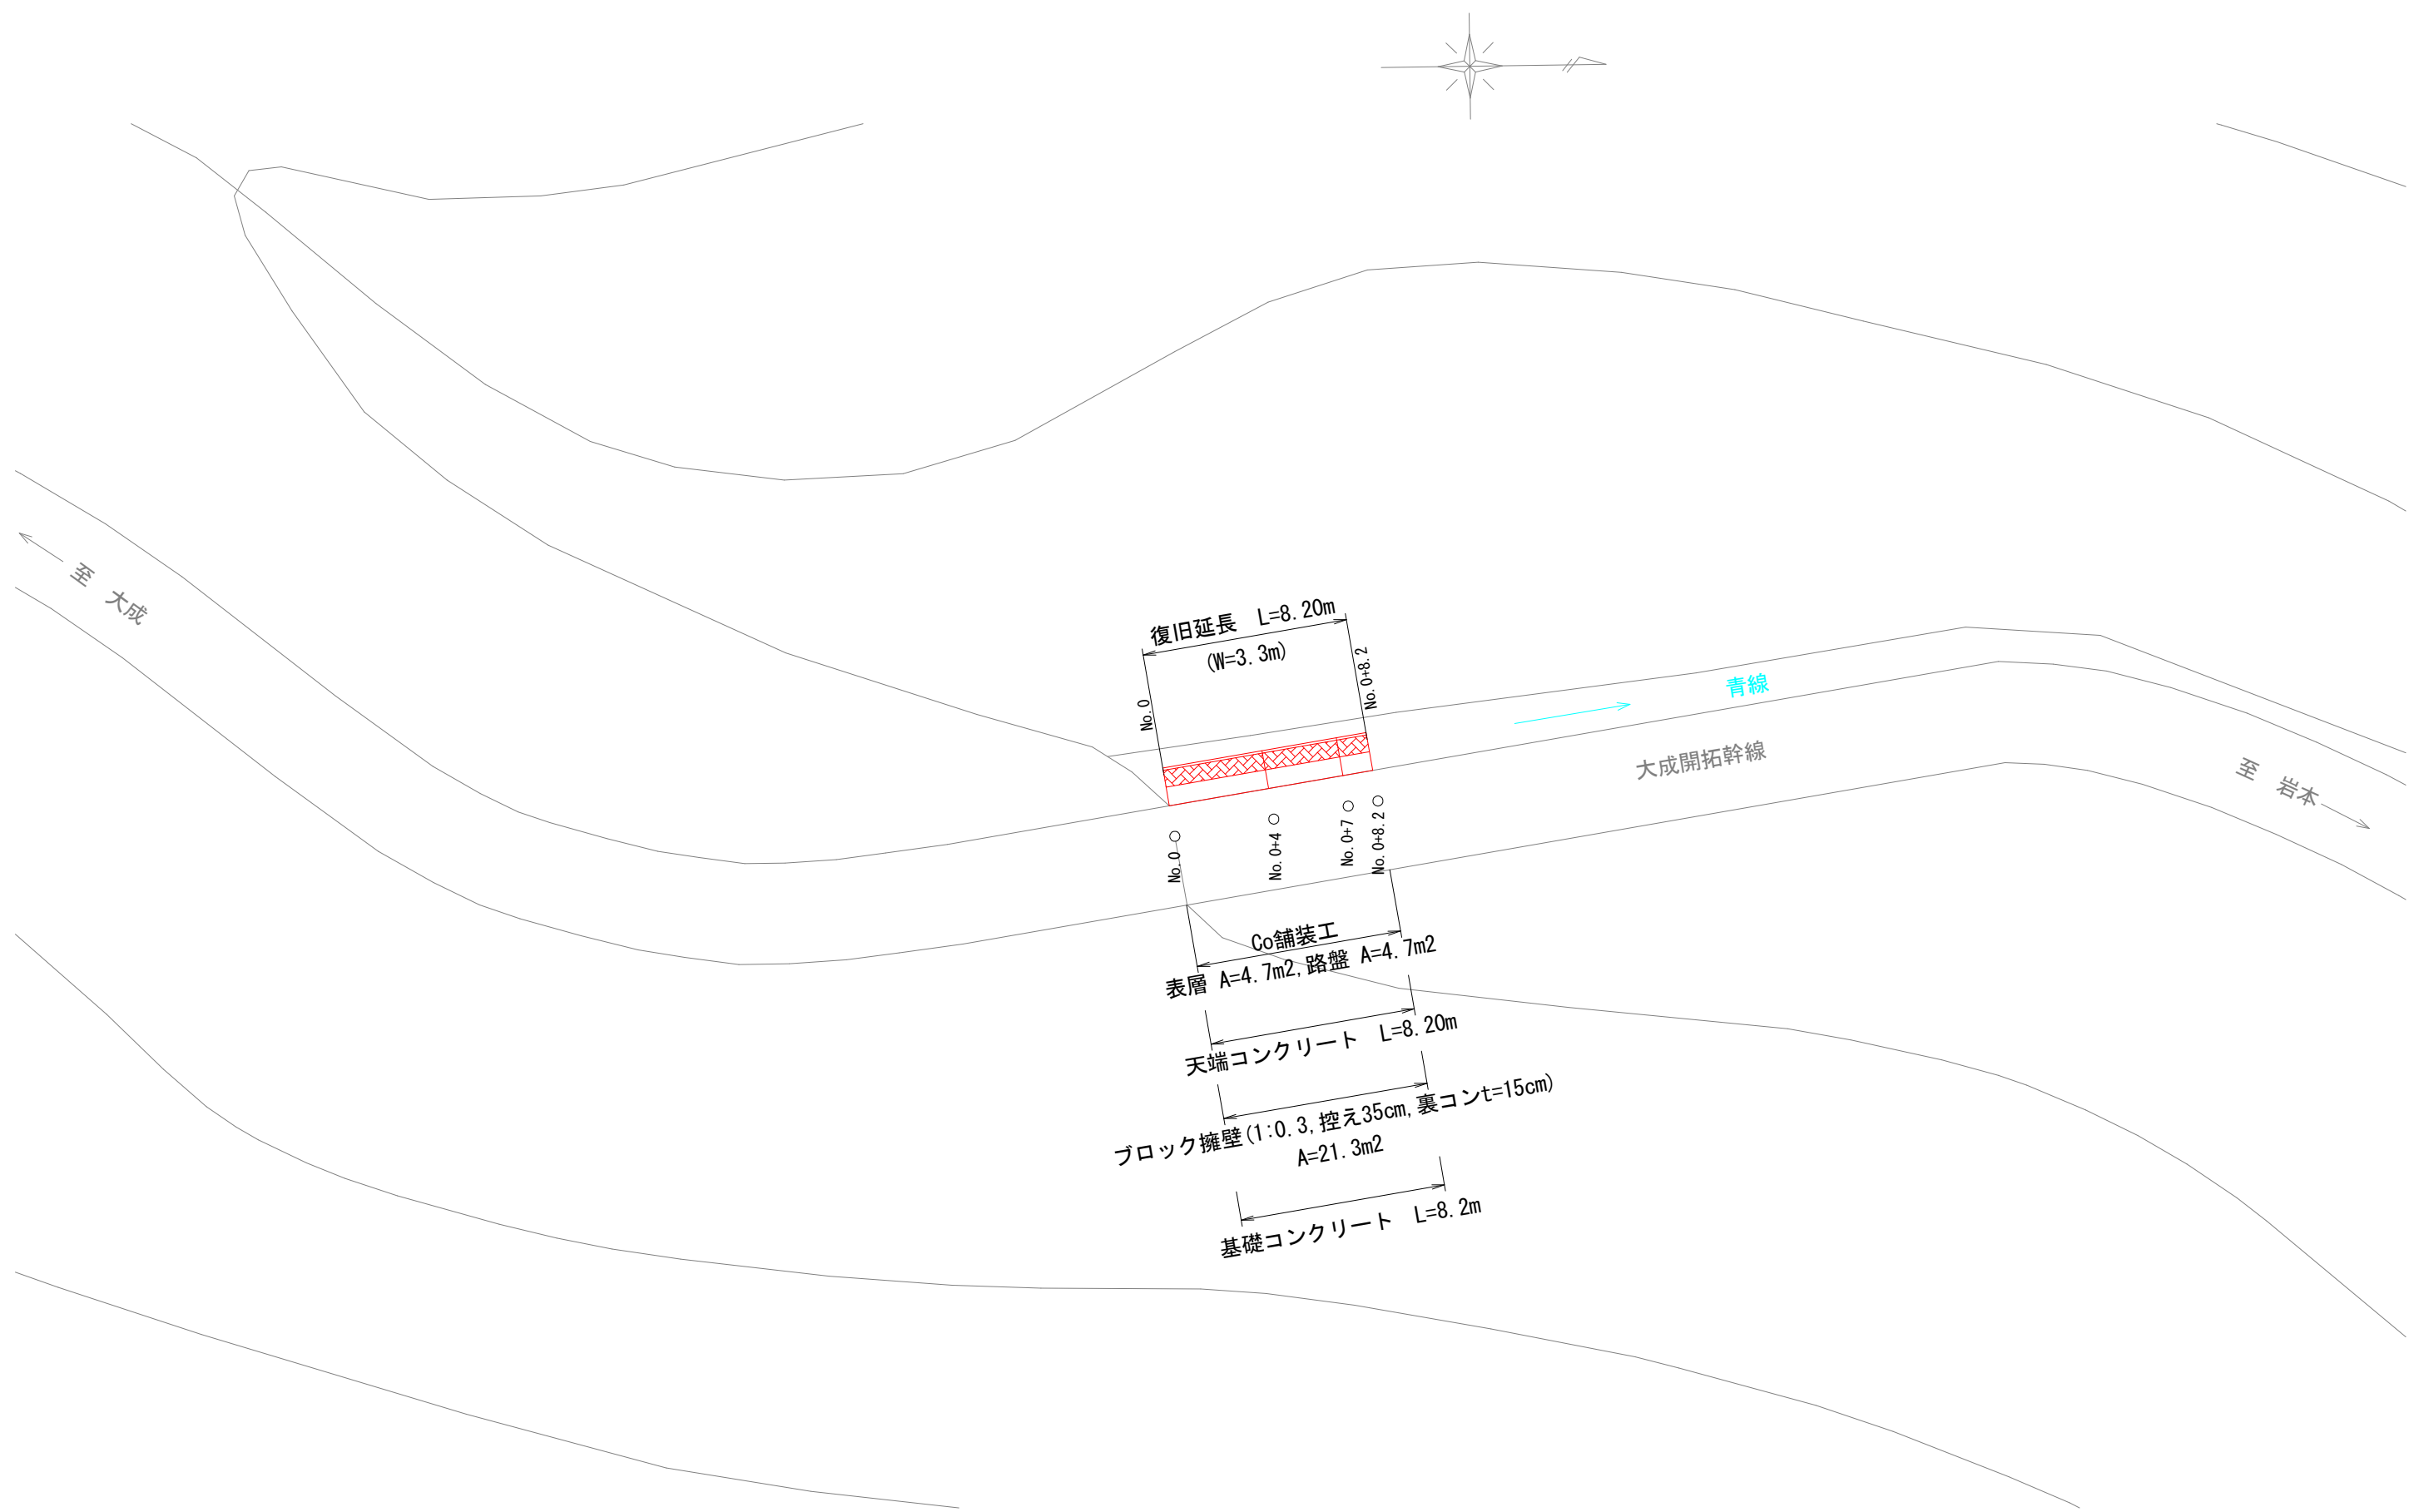 至　大成
復旧延長　L=8.20m
(W=3.3m)
No.0
No.0+8.2
青線
大成開拓幹線
至　岩本
No.0
No.0+4
No.0+7
No.0+8.2
Co舗装工
表層 A=4.7m2,路盤 A=4.7m2
天端コンクリート　L=8.20m
ブロック擁壁(1:0.3,控え35cm,裏コンt=15cm)
A=21.3m2
基礎コンクリート　L=8.2m